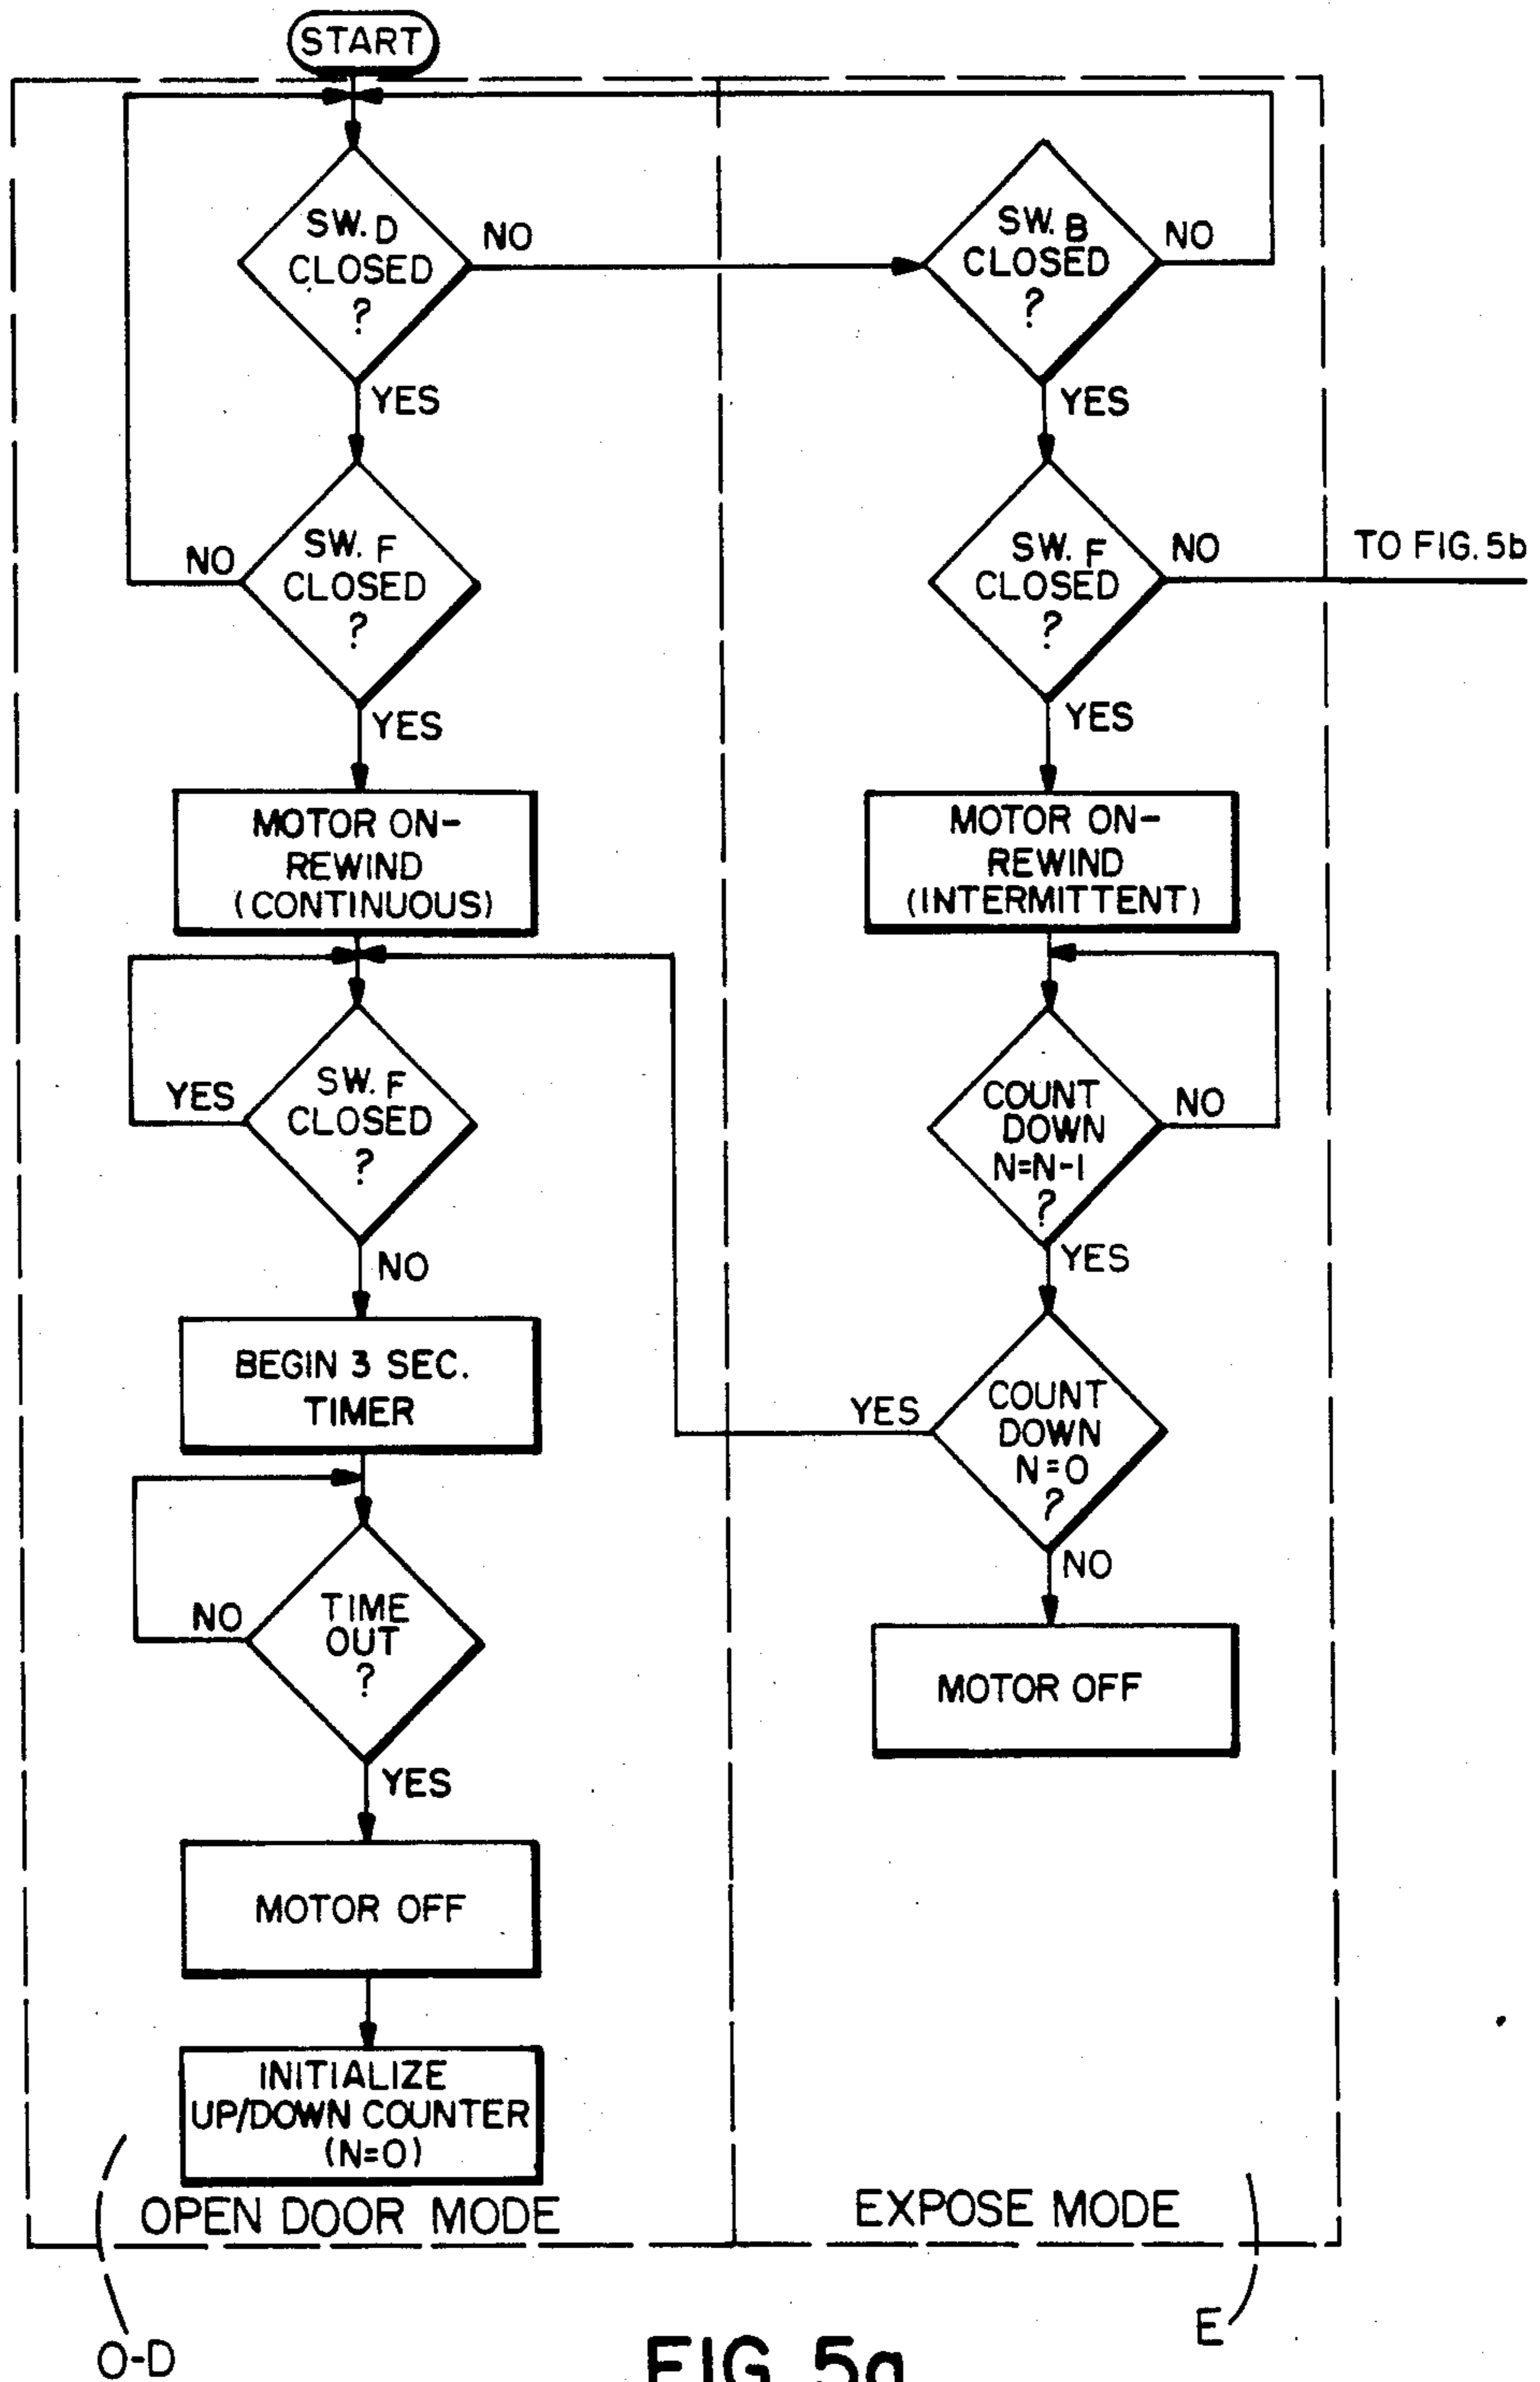 START
SW. D
CLOSED
?
NO
YES
SW. F
CLOSED
?
NO
YES
MOTOR ON-
REWIND
(CONTINUOUS)
SW. F
CLOSED
?
YES
NO
BEGIN 3 SEC.
TIMER
TIME
OUT
?
NO
YES
MOTOR OFF
INITIALIZE
UP/DOWN COUNTER
(N=0)
OPEN DOOR MODE
O-D
SW. B
CLOSED
?
NO
YES
SW. F
CLOSED
?
NO
TO FIG. 5b
YES
MOTOR ON-
REWIND
(INTERMITTENT)
COUNT
DOWN
N=N-1
?
NO
YES
COUNT
DOWN
N=0
?
YES
NO
MOTOR OFF
EXPOSE MODE
E
FIG. 5a